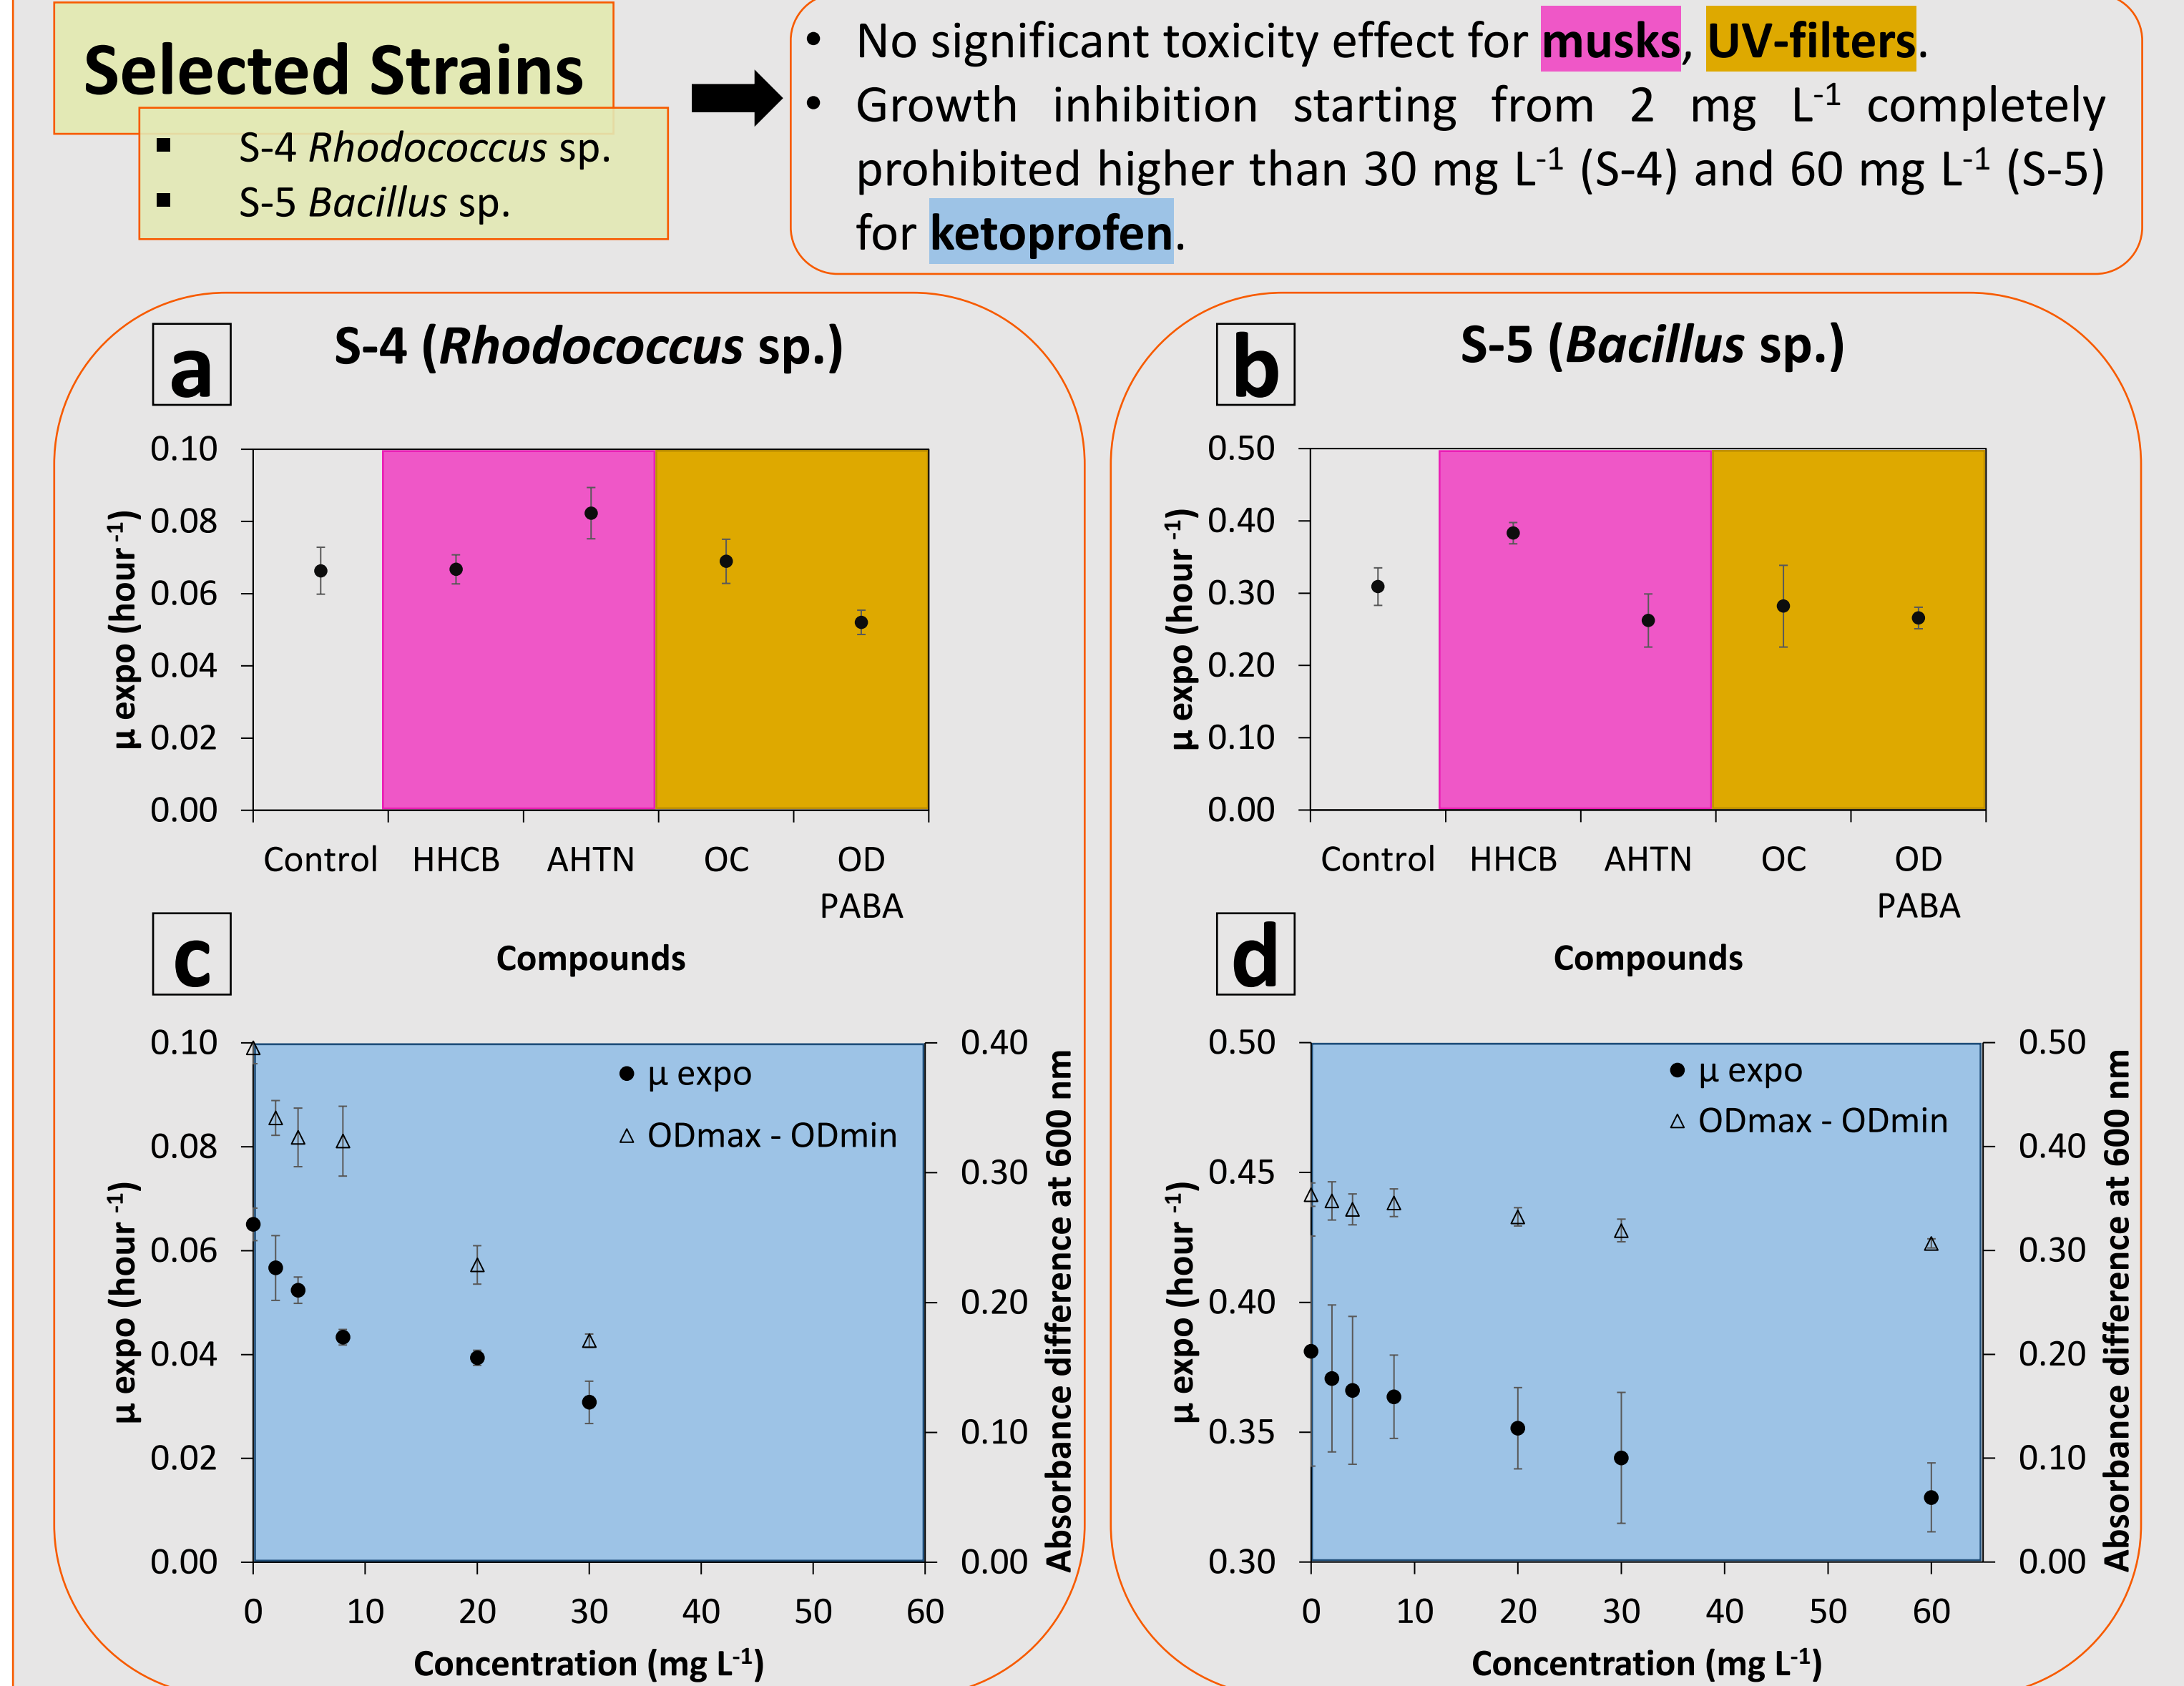 Selected Strains
▪ S-4 Rhodococcus sp.
▪ S-5 Bacillus sp.
• No significant toxicity effect for musks, UV-filters.
• Growth inhibition starting from 2 mg L-1 completely
prohibited higher than 30 mg L-1 (S-4) and 60 mg L-1 (S-5)
for ketoprofen.
a
S-4 (Rhodococcus sp.)
µ expo (hour -1)
0.10
0.08
0.06
0.04
0.02
0.00
Control HHCB AHTN OC OD
PABA
Compounds
b
S-5 (Bacillus sp.)
µ expo (hour -1)
0.50
0.40
0.30
0.20
0.10
0.00
Control HHCB AHTN OC OD
PABA
Compounds
c
µ expo (hour -1)
0.10
0.08
0.06
0.04
0.02
0.00
µ expo
ODmax - ODmin
0.40
0.30
0.20
0.10
0.00
Absorbance difference at 600 nm
0 10 20 30 40 50 60
Concentration (mg L-1)
d
µ expo (hour -1)
0.50
0.45
0.40
0.35
0.30
µ expo
ODmax - ODmin
0.50
0.40
0.30
0.20
0.10
0.00
Absorbance difference at 600 nm
0 10 20 30 40 50 60
Concentration (mg L-1)